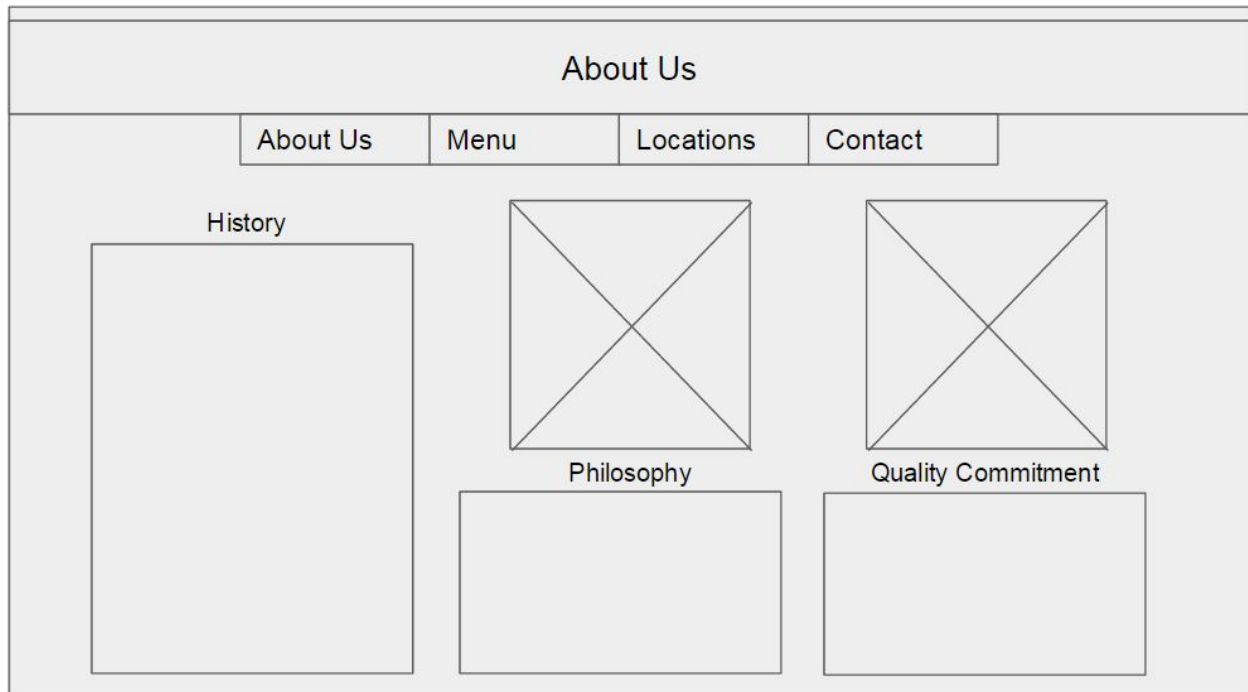 About Us
About Us Menu Locations Contact
History
Philosophy
Quality Commitment